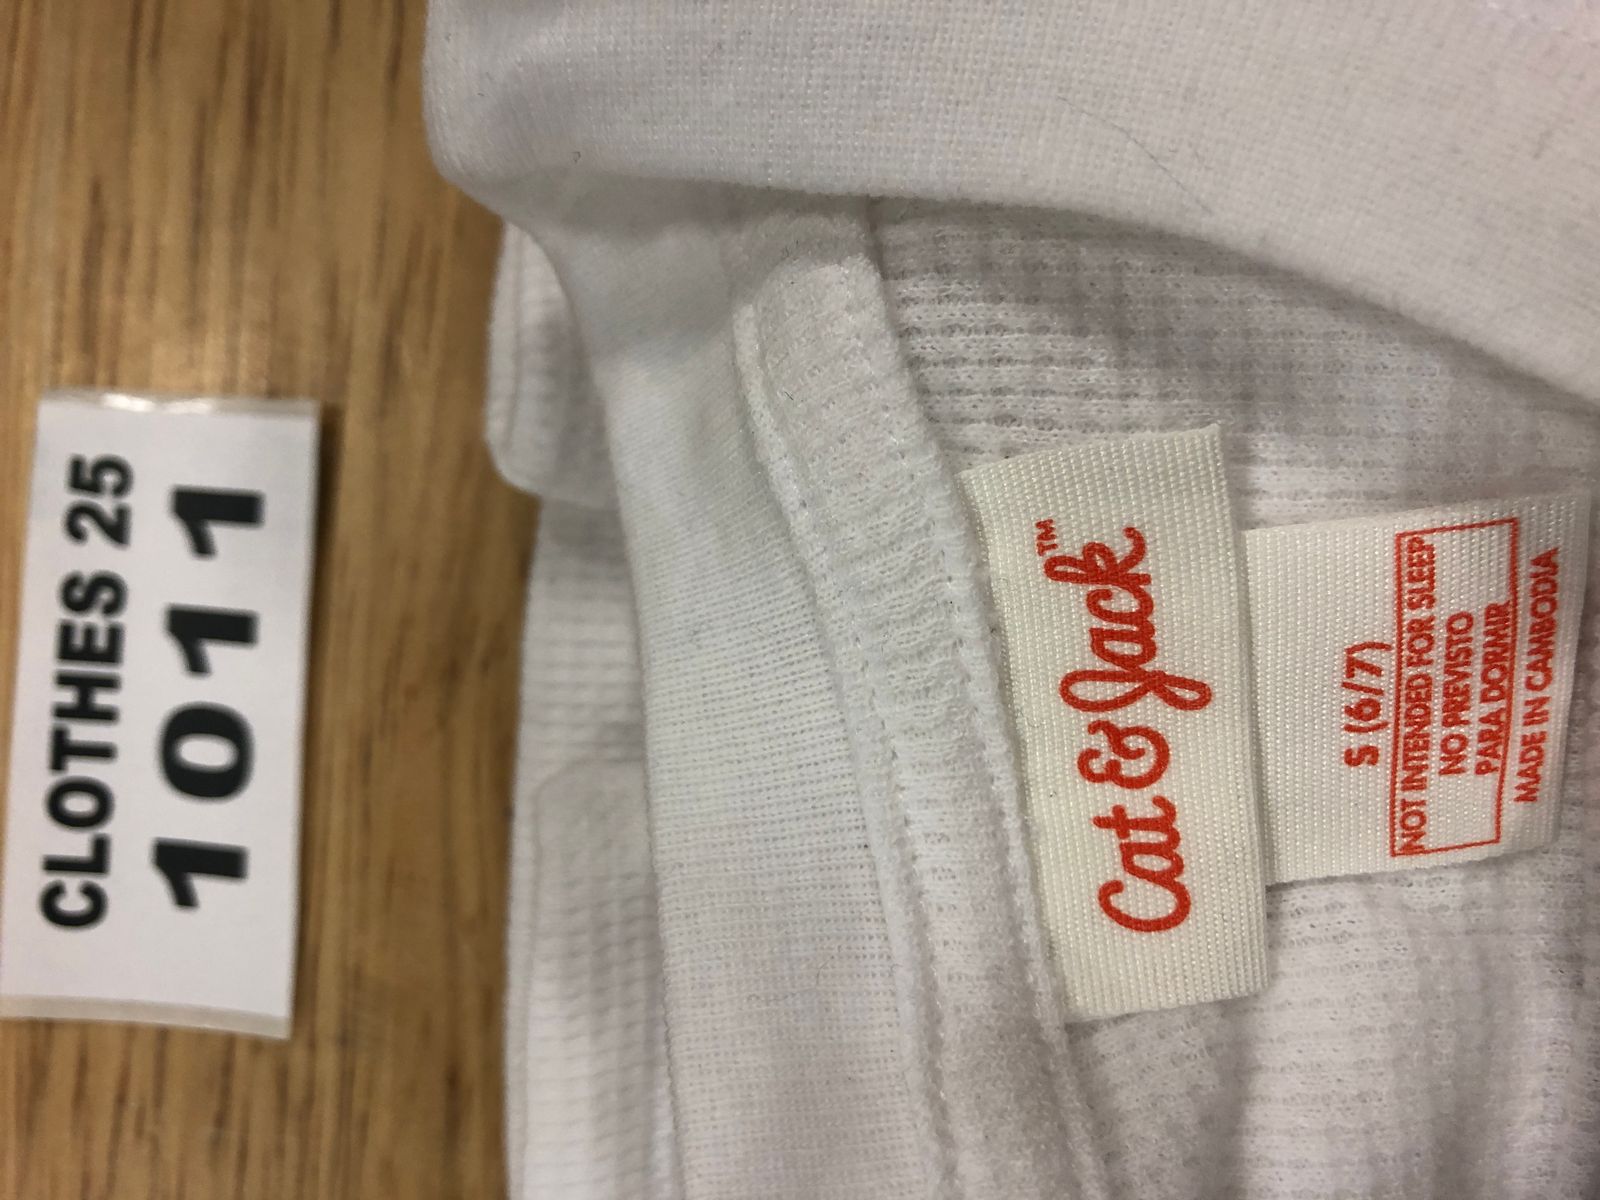 CLOTHES 25
1011
Cat & Jack™
S (6/7)
NOT INTENDED FOR SLEEP
NO PREVISTO
PARA DORMIR
MADE IN CAMBODIA